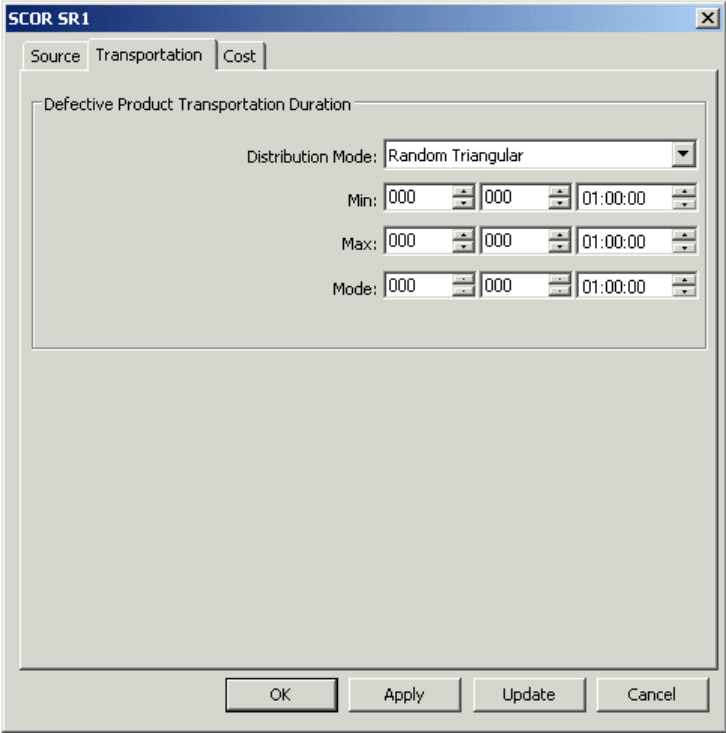 SCOR SR1
Source Transportation Cost
Defective Product Transportation Duration
Distribution Mode: Random Triangular
Min: 000 000 01:00:00
Max: 000 000 01:00:00
Mode: 000 000 01:00:00
OK Apply Update Cancel